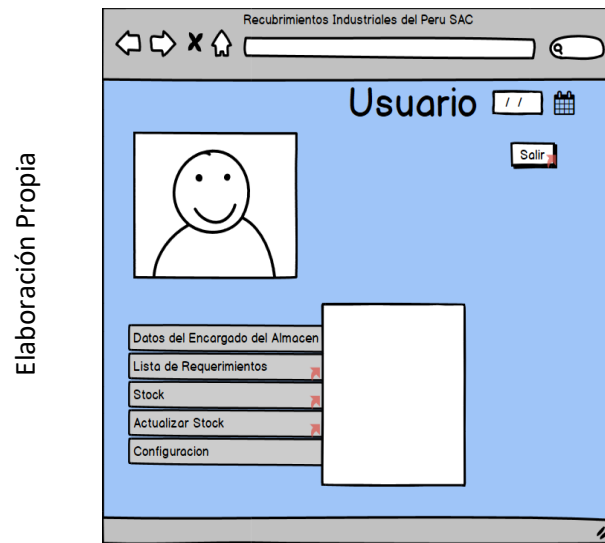 Elaboración Propia
Recubrimientos Industriales del Peru SAC
Usuario
/ /
Salir
Datos del Encargado del Almacen
Lista de Requerimientos
Stock
Actualizar Stock
Configuracion